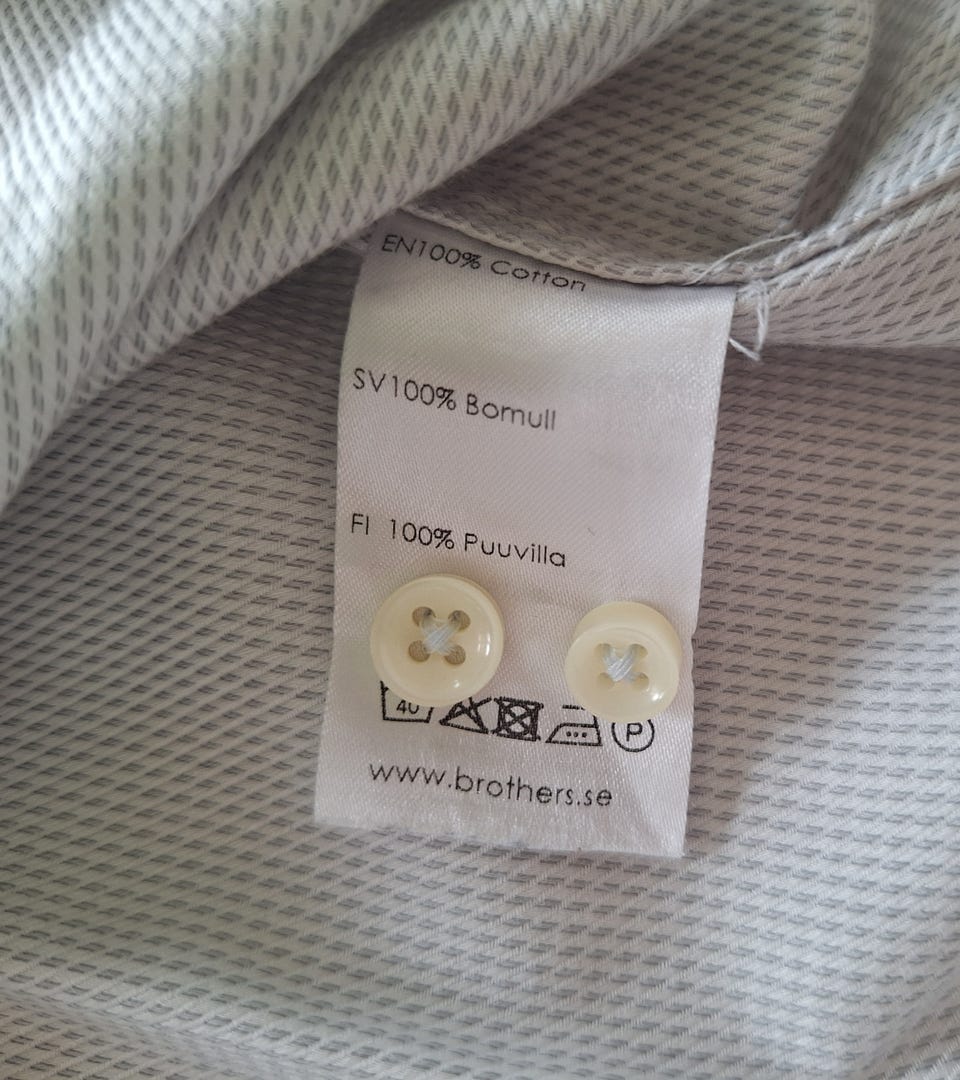 EN100% Cotton
SV100% Bomull
FI 100% Puuvilla
40 P
www.brothers.se